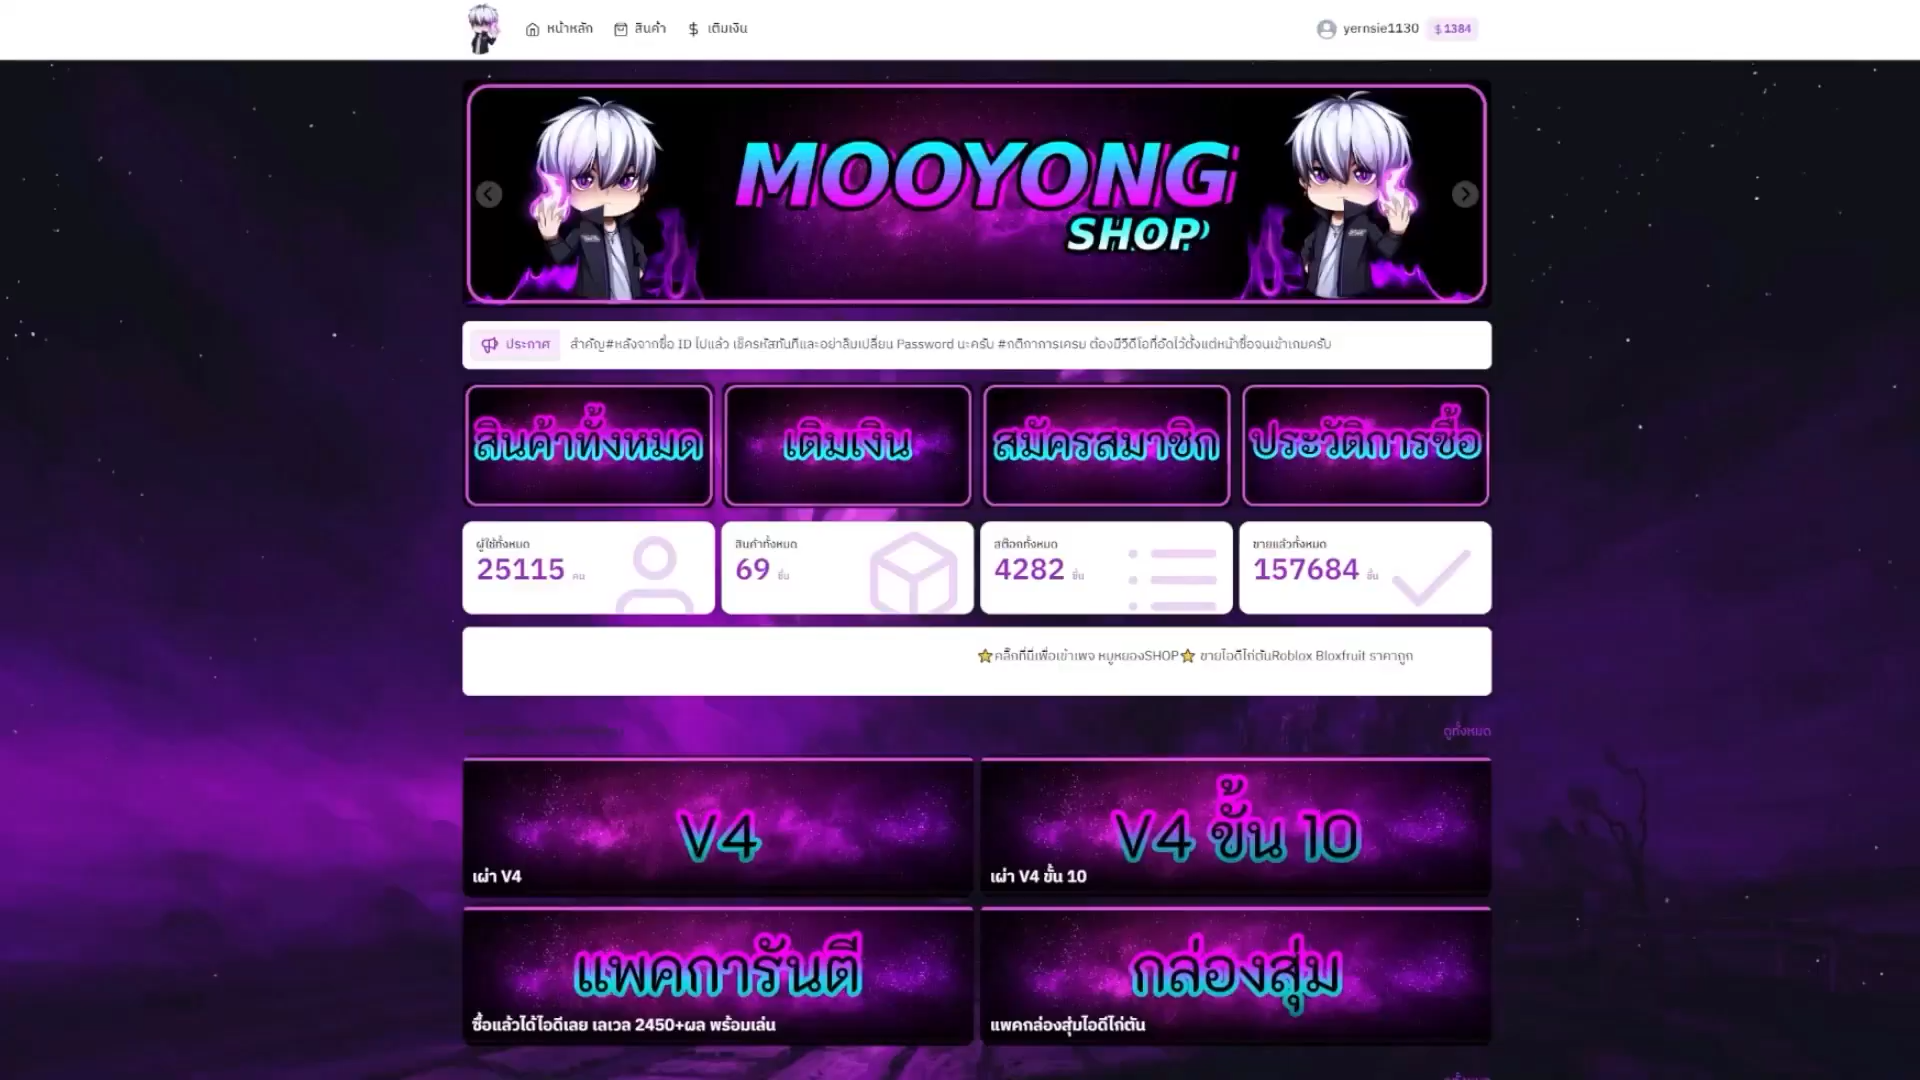 หน้าหลัก
สินค้า
เติมเงิน
yernsie1130
$ 1384
MOOYONG
SHOP
ประกาศ
สำคัญ#หลังจากซื้อ ID ไปแล้ว เช็ครหัสทันทีและอย่าลืมเปลี่ยน Password นะครับ #กติกาการเครม ต้องมีวีดีโอที่อัดไว้ตั้งแต่หน้าซื้อจนเข้าเกมครับ
สินค้าทั้งหมด
เติมเงิน
สมัครสมาชิก
ประวัติการซื้อ
ผู้ใช้ทั้งหมด
25115 คน
สินค้าทั้งหมด
69 ชิ้น
สต๊อกทั้งหมด
4282 ชิ้น
ขายแล้วทั้งหมด
157684 ชิ้น
⭐คลิ๊กที่นี่เพื่อเข้าเพจ หมูหยองSHOP⭐ ขายไอดีไก่ตันRoblox Bloxfruit ราคาถูก
ดูทั้งหมด
V4
เผ่า V4
V4 ขั้น 10
เผ่า V4 ขั้น 10
แพคการันตี
ซื้อแล้วได้ไอดีเลย เลเวล 2450+ผล พร้อมเล่น
กล่องสุ่ม
แพคกล่องสุ่มไอดีไก่ตัน